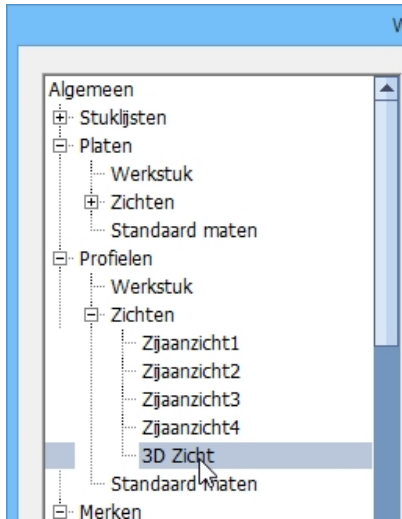 Algemeen
Stuklijsten
Platen
Werkstuk
Zichten
Standaard maten
Profielen
Werkstuk
Zichten
Zijaanzicht1
Zijaanzicht2
Zijaanzicht3
Zijaanzicht4
3D Zicht
Standaard maten
Merken